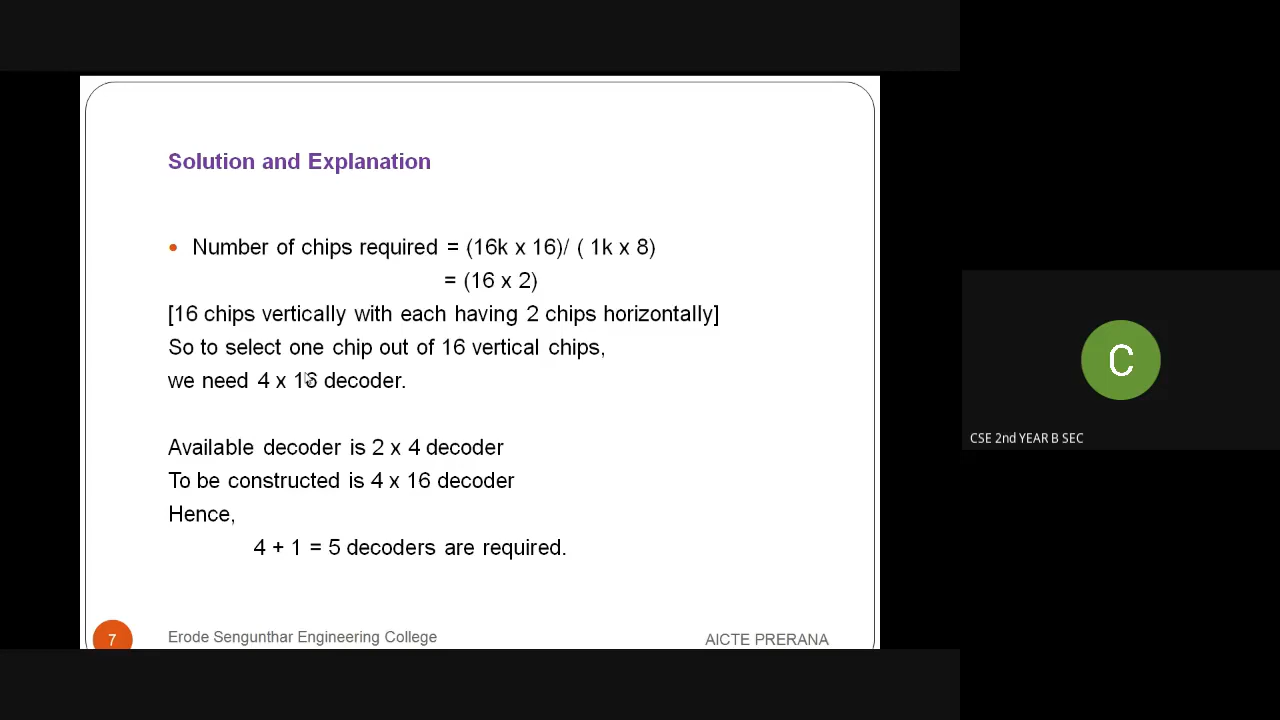 Solution and Explanation
• Number of chips required = (16k x 16)/ ( 1k x 8)
= (16 x 2)
[16 chips vertically with each having 2 chips horizontally]
So to select one chip out of 16 vertical chips,
we need 4 x 16 decoder.
Available decoder is 2 x 4 decoder
To be constructed is 4 x 16 decoder
Hence,
4 + 1 = 5 decoders are required.
7
Erode Sengunthar Engineering College
AICTE PRERANA
C
CSE 2nd YEAR B SEC